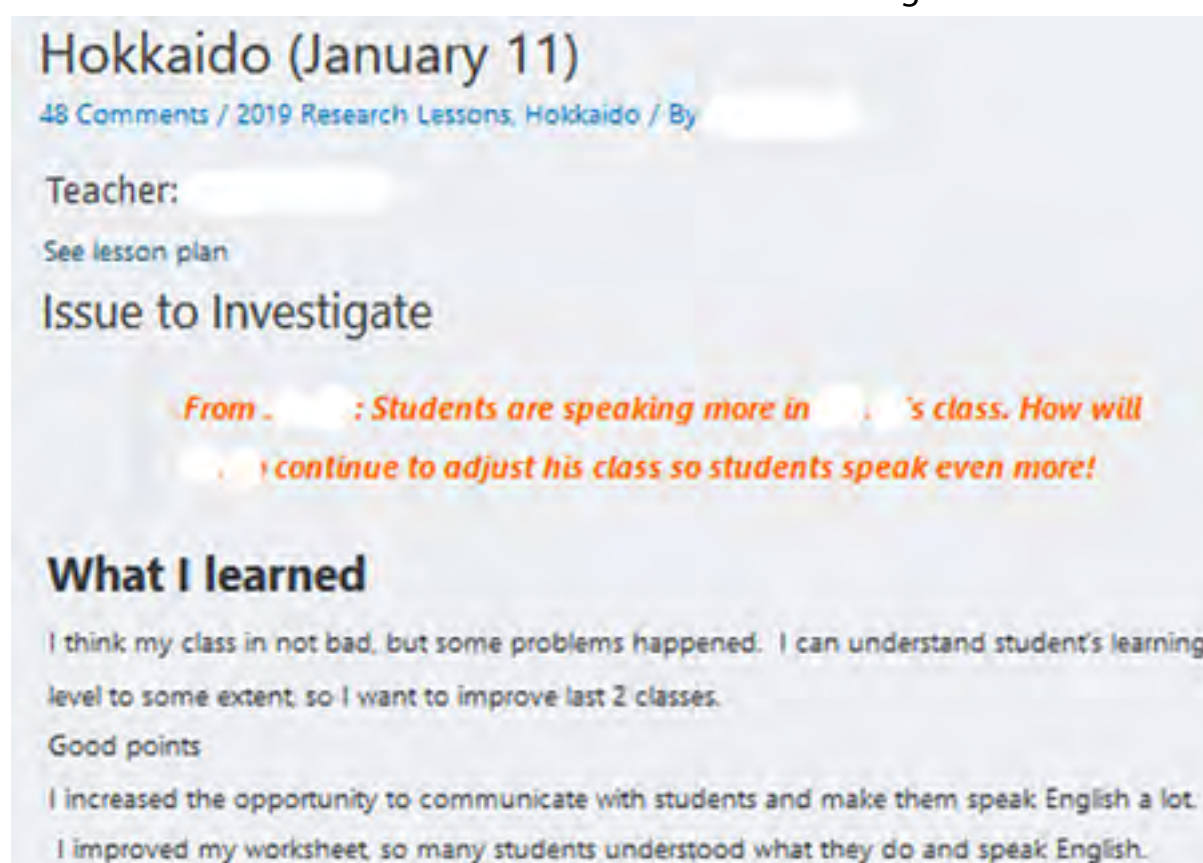 Hokkaido (January 11)
48 Comments / 2019 Research Lessons, Hokkaido / By
Teacher:
See lesson plan
Issue to Investigate
From : Students are speaking more in 's class. How will
continue to adjust his class so students speak even more!
What I learned
I think my class in not bad, but some problems happened. I can understand student's learning
level to some extent, so I want to improve last 2 classes.
Good points
I increased the opportunity to communicate with students and make them speak English a lot.
I improved my worksheet, so many students understood what they do and speak English.